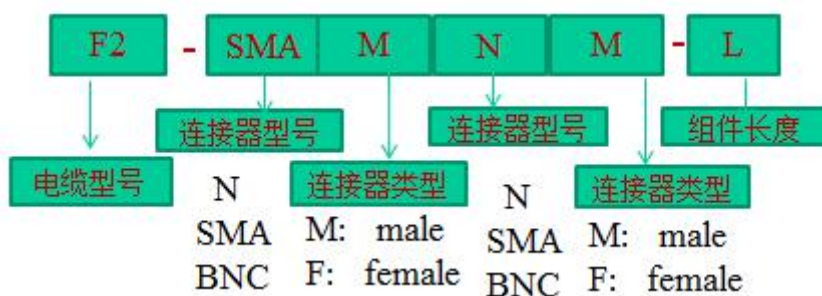 F2 - SMA M N M - L
连接器型号 连接器型号 组件长度
电缆型号 连接器类型 连接器类型
N N
SMA M: male SMA M: male
BNC F: female BNC F: female